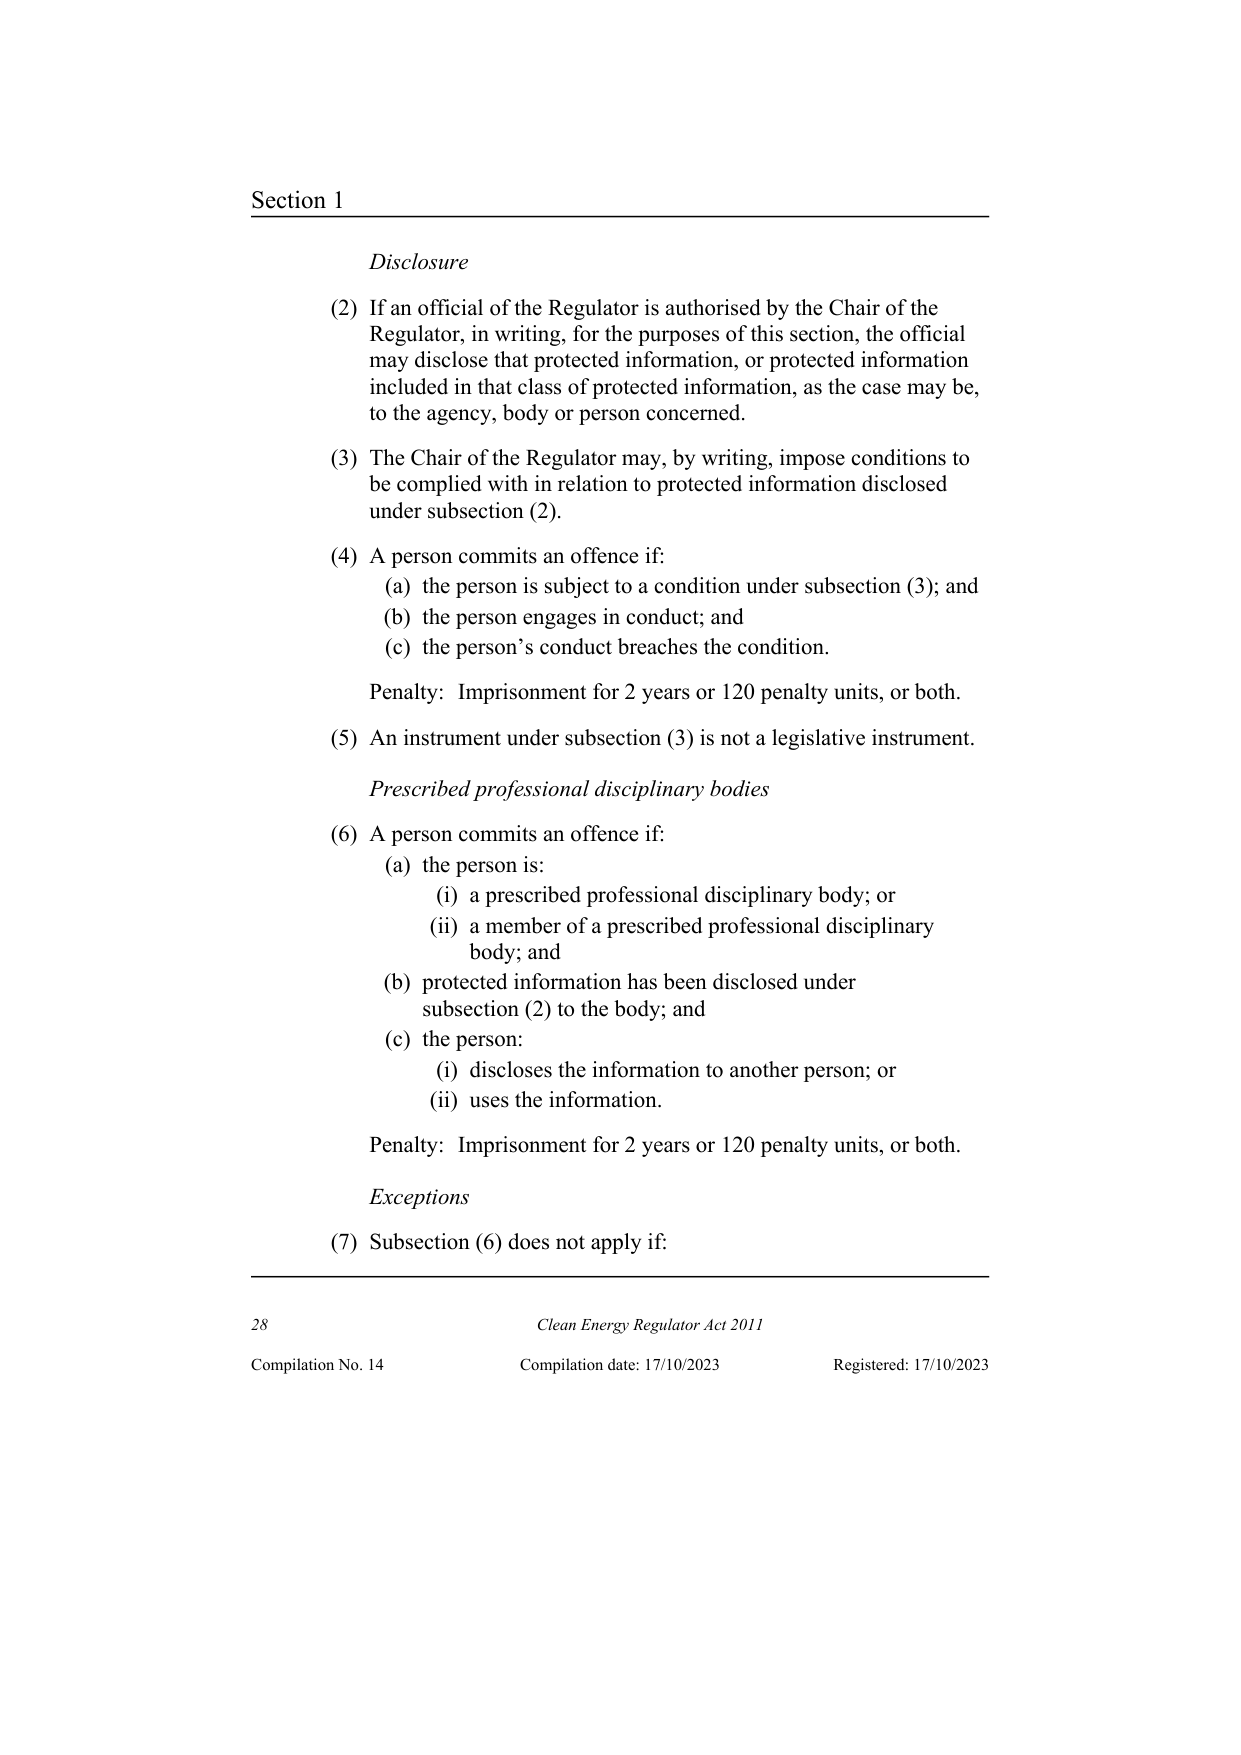 Section 1
Disclosure
(2) If an official of the Regulator is authorised by the Chair of the
Regulator, in writing, for the purposes of this section, the official
may disclose that protected information, or protected information
included in that class of protected information, as the case may be,
to the agency, body or person concerned.
(3) The Chair of the Regulator may, by writing, impose conditions to
be complied with in relation to protected information disclosed
under subsection (2).
(4) A person commits an offence if:
(a) the person is subject to a condition under subsection (3); and
(b) the person engages in conduct; and
(c) the person’s conduct breaches the condition.
Penalty: Imprisonment for 2 years or 120 penalty units, or both.
(5) An instrument under subsection (3) is not a legislative instrument.
Prescribed professional disciplinary bodies
(6) A person commits an offence if:
(a) the person is:
(i) a prescribed professional disciplinary body; or
(ii) a member of a prescribed professional disciplinary
body; and
(b) protected information has been disclosed under
subsection (2) to the body; and
(c) the person:
(i) discloses the information to another person; or
(ii) uses the information.
Penalty: Imprisonment for 2 years or 120 penalty units, or both.
Exceptions
(7) Subsection (6) does not apply if:
28 Clean Energy Regulator Act 2011
Compilation No. 14 Compilation date: 17/10/2023 Registered: 17/10/2023